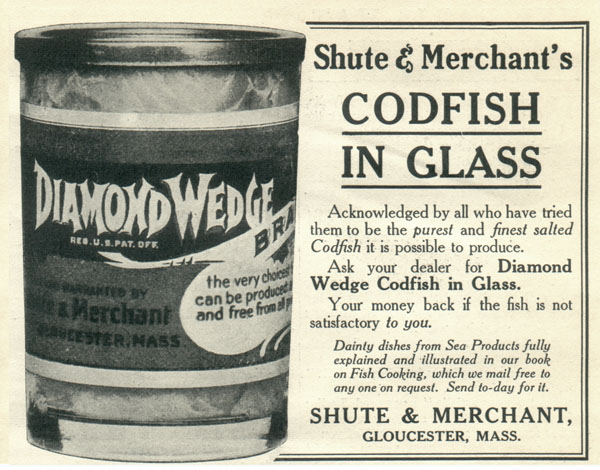 DIAMOND WEDGE
REG.U.S.PAT.OFF.
BRA
the very choices
can be produced
and free from all
WARRANTED BY
& Merchant
GLOUCESTER, MASS.
Shute & Merchant's
CODFISH
IN GLASS
Acknowledged by all who have tried
them to be the purest and finest salted
Codfish it is possible to produce.
Ask your dealer for Diamond
Wedge Codfish in Glass.
Your money back if the fish is not
satisfactory to you.
Dainty dishes from Sea Products fully
explained and illustrated in our book
on Fish Cooking, which we mail free to
any one on request. Send to-day for it.
SHUTE & MERCHANT,
GLOUCESTER, MASS.